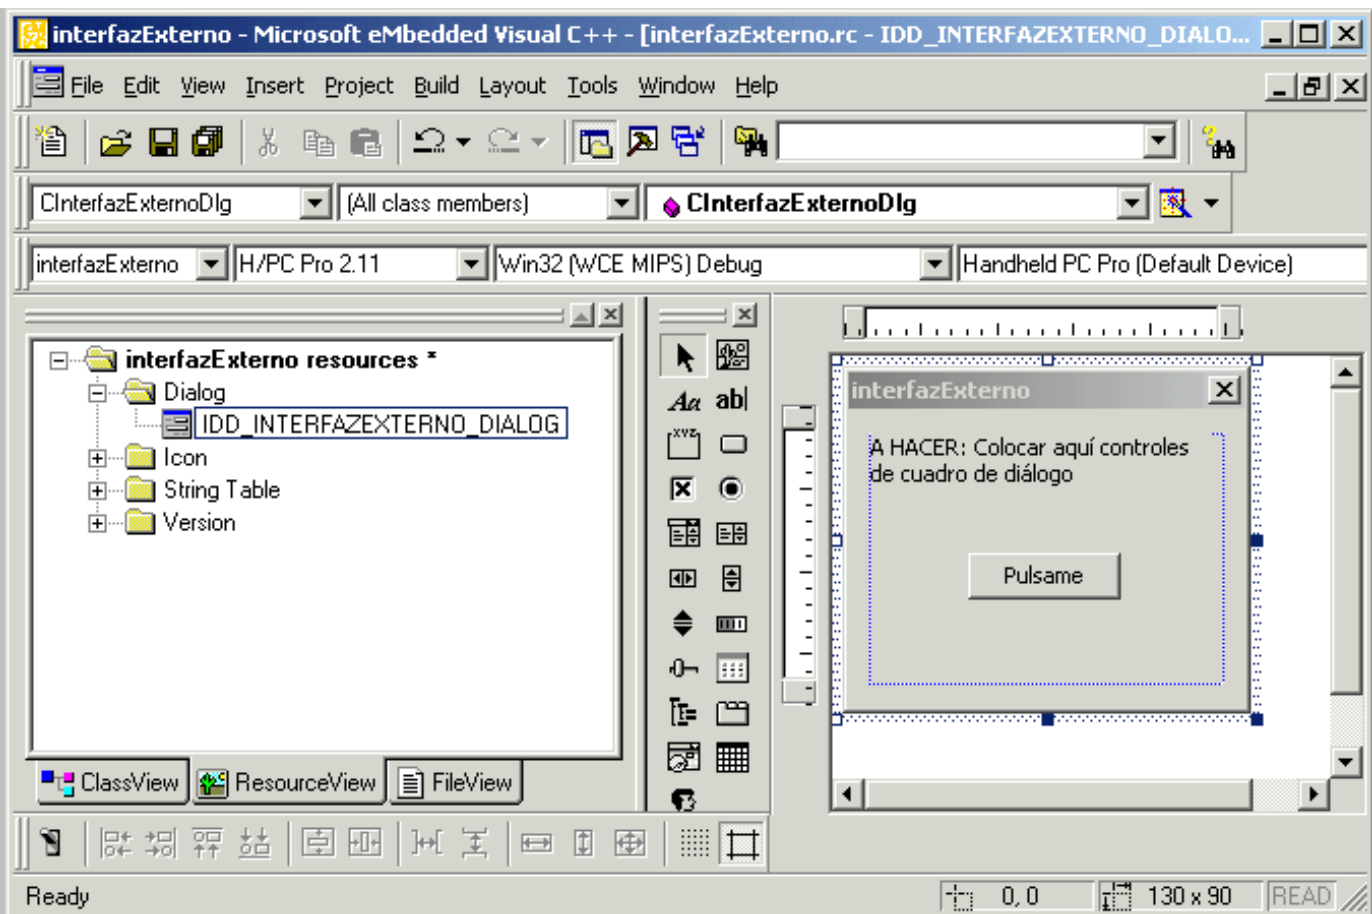 interfazExterno - Microsoft eMbedded Visual C++ - [interfazExterno.rc - IDD_INTERFAZEXTERNO_DIALO...
File Edit View Insert Project Build Layout Tools Window Help
CInterfazExternoDlg (All class members) CInterfazExternoDlg
interfazExterno H/PC Pro 2.11 Win32 (WCE MIPS) Debug Handheld PC Pro (Default Device)
interfazExterno resources *
Dialog
IDD_INTERFAZEXTERNO_DIALOG
Icon
String Table
Version
ClassView ResourceView FileView
Aa ab|
xyz
interfazExterno
A HACER: Colocar aquí controles
de cuadro de diálogo
Pulsame
Ready 0, 0 130 x 90 READ